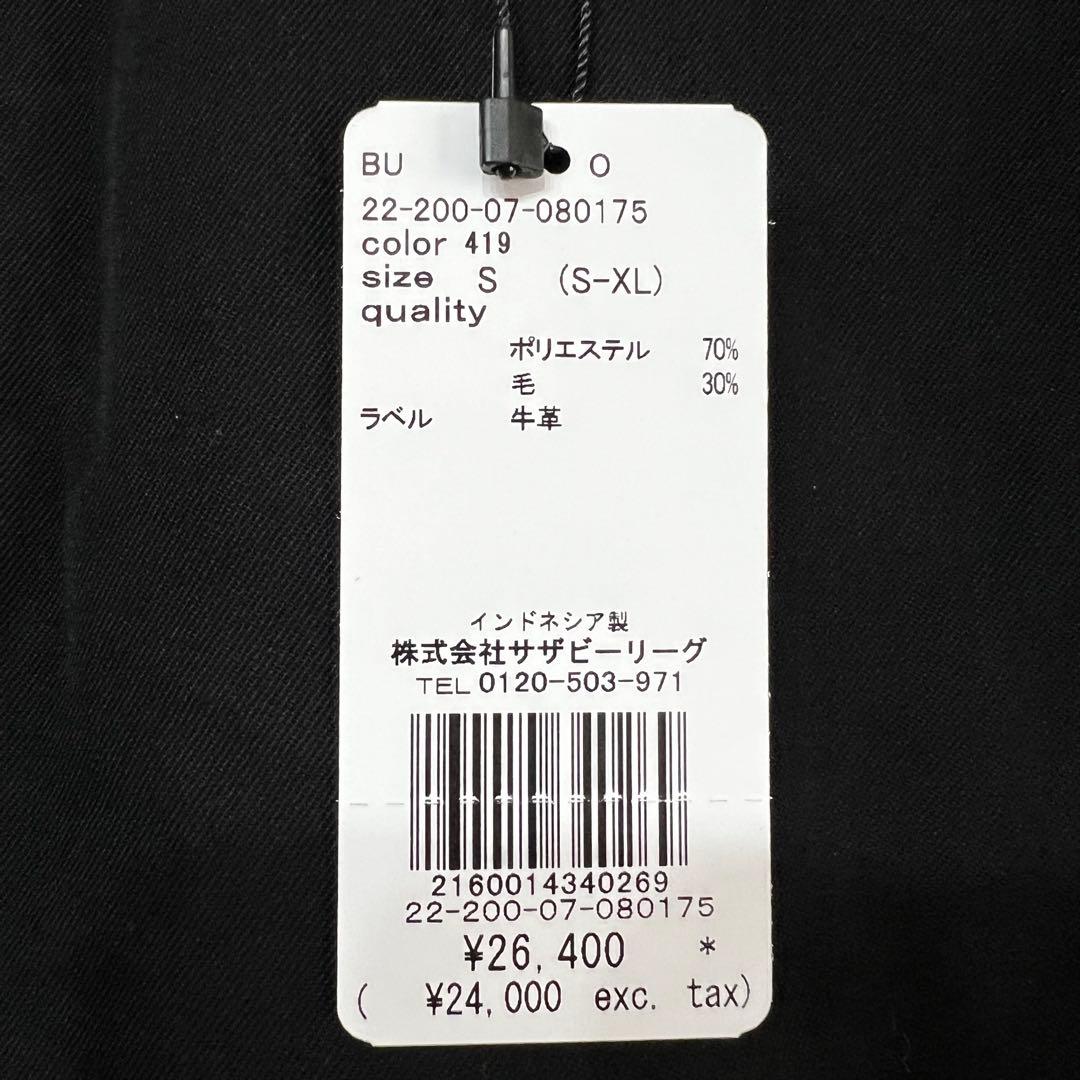 BU O
22-200-07-080175
color 419
size S (S-XL)
quality
ポリエステル 70%
毛 30%
ラベル 牛革
インドネシア製
株式会社サザビーリーグ
TEL 0120-503-971
2160014340269
22-200-07-080175
¥26,400 *
( ¥24,000 exc. tax)